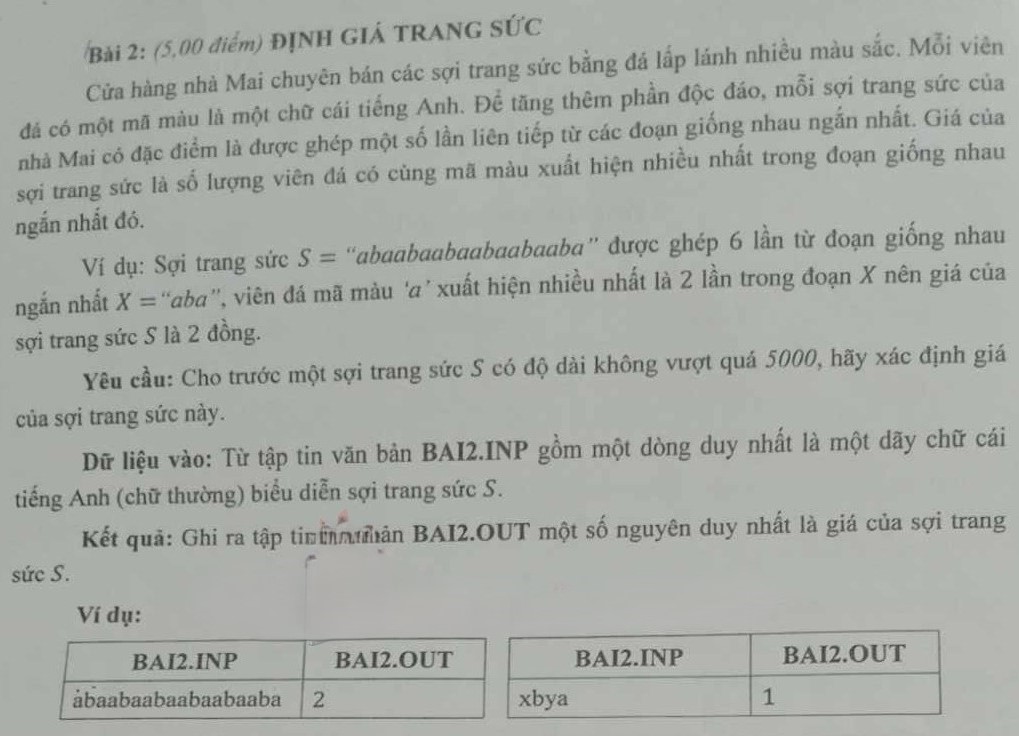 Bài 2: (5,00 điểm) ĐỊNH GIÁ TRANG SỨC
Cửa hàng nhà Mai chuyên bán các sợi trang sức bằng đá lấp lánh nhiều màu sắc. Mỗi viên
đá có một mã màu là một chữ cái tiếng Anh. Để tăng thêm phần độc đáo, mỗi sợi trang sức của
nhà Mai có đặc điểm là được ghép một số lần liên tiếp từ các đoạn giống nhau ngắn nhất. Giá của
sợi trang sức là số lượng viên đá có cùng mã màu xuất hiện nhiều nhất trong đoạn giống nhau
ngắn nhất đó.
Ví dụ: Sợi trang sức S = "abaabaabaabaabaaba" được ghép 6 lần từ đoạn giống nhau
ngắn nhất X = "aba", viên đá mã màu 'a' xuất hiện nhiều nhất là 2 lần trong đoạn X nên giá của
sợi trang sức S là 2 đồng.
Yêu cầu: Cho trước một sợi trang sức S có độ dài không vượt quá 5000, hãy xác định giá
của sợi trang sức này.
Dữ liệu vào: Từ tập tin văn bản BAI2.INP gồm một dòng duy nhất là một dãy chữ cái
tiếng Anh (chữ thường) biểu diễn sợi trang sức S.
Kết quả: Ghi ra tập tin bản BAI2.OUT một số nguyên duy nhất là giá của sợi trang
sức S.
Ví dụ:
BAI2.INP BAI2.OUT BAI2.INP BAI2.OUT
abaabaabaabaabaaba 2 xbya 1